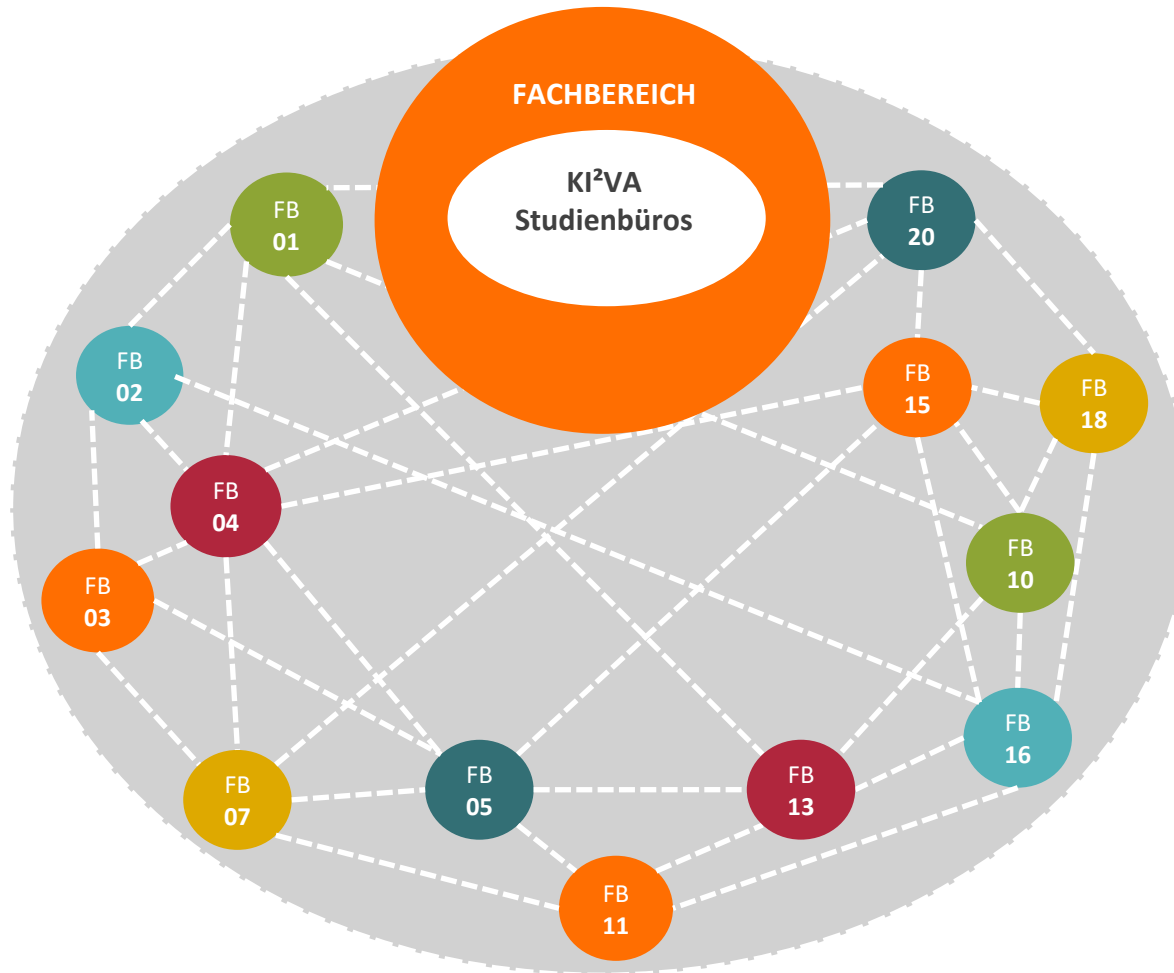 FACHBEREICH
KI²VA
Studienbüros
FB
01
FB
20
FB
02
FB
15
FB
18
FB
04
FB
10
FB
03
FB
16
FB
07
FB
05
FB
13
FB
11